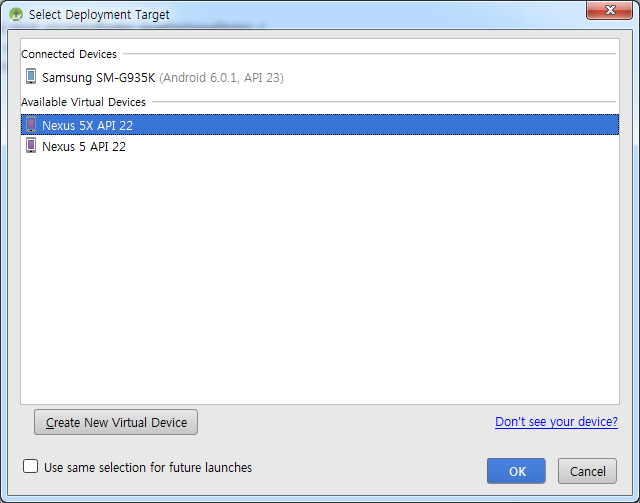 Select Deployment Target
Connected Devices
Samsung SM-G935K (Android 6.0.1, API 23)
Available Virtual Devices
Nexus 5X API 22
Nexus 5 API 22
Create New Virtual Device
Don't see your device?
Use same selection for future launches
OK
Cancel